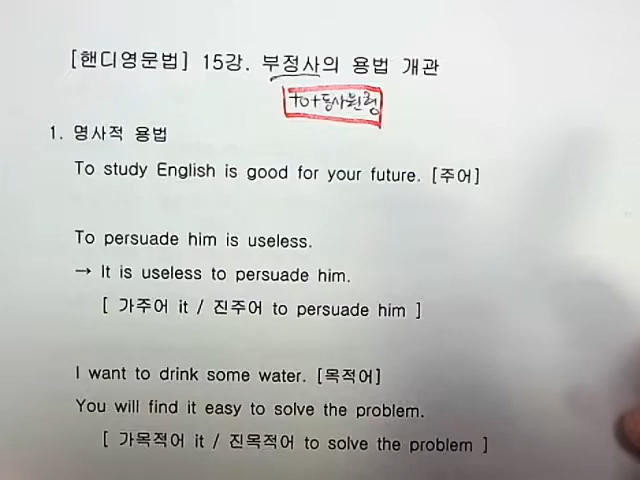 [핸디영문법] 15강. 부정사의 용법 개관
to+동사원형
1. 명사적 용법
To study English is good for your future. [주어]
To persuade him is useless.
→ It is useless to persuade him.
[ 가주어 it / 진주어 to persuade him ]
I want to drink some water. [목적어]
You will find it easy to solve the problem.
[ 가목적어 it / 진목적어 to solve the problem ]